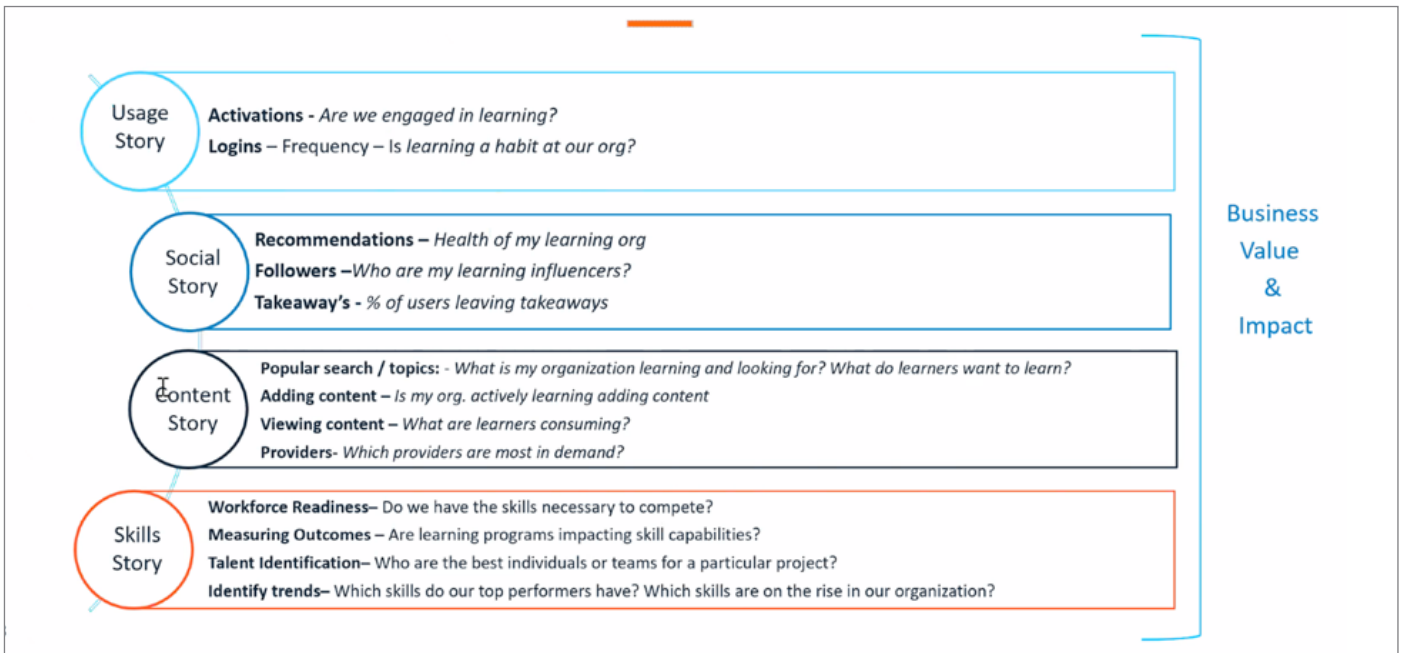 Usage
Story
Activations - Are we engaged in learning?
Logins – Frequency – Is learning a habit at our org?
Social
Story
Recommendations – Health of my learning org
Followers –Who are my learning influencers?
Takeaway's - % of users leaving takeaways
Content
Story
Popular search / topics: - What is my organization learning and looking for? What do learners want to learn?
Adding content – Is my org. actively learning adding content
Viewing content – What are learners consuming?
Providers- Which providers are most in demand?
Skills
Story
Workforce Readiness– Do we have the skills necessary to compete?
Measuring Outcomes – Are learning programs impacting skill capabilities?
Talent Identification– Who are the best individuals or teams for a particular project?
Identify trends– Which skills do our top performers have? Which skills are on the rise in our organization?
Business
Value
&
Impact